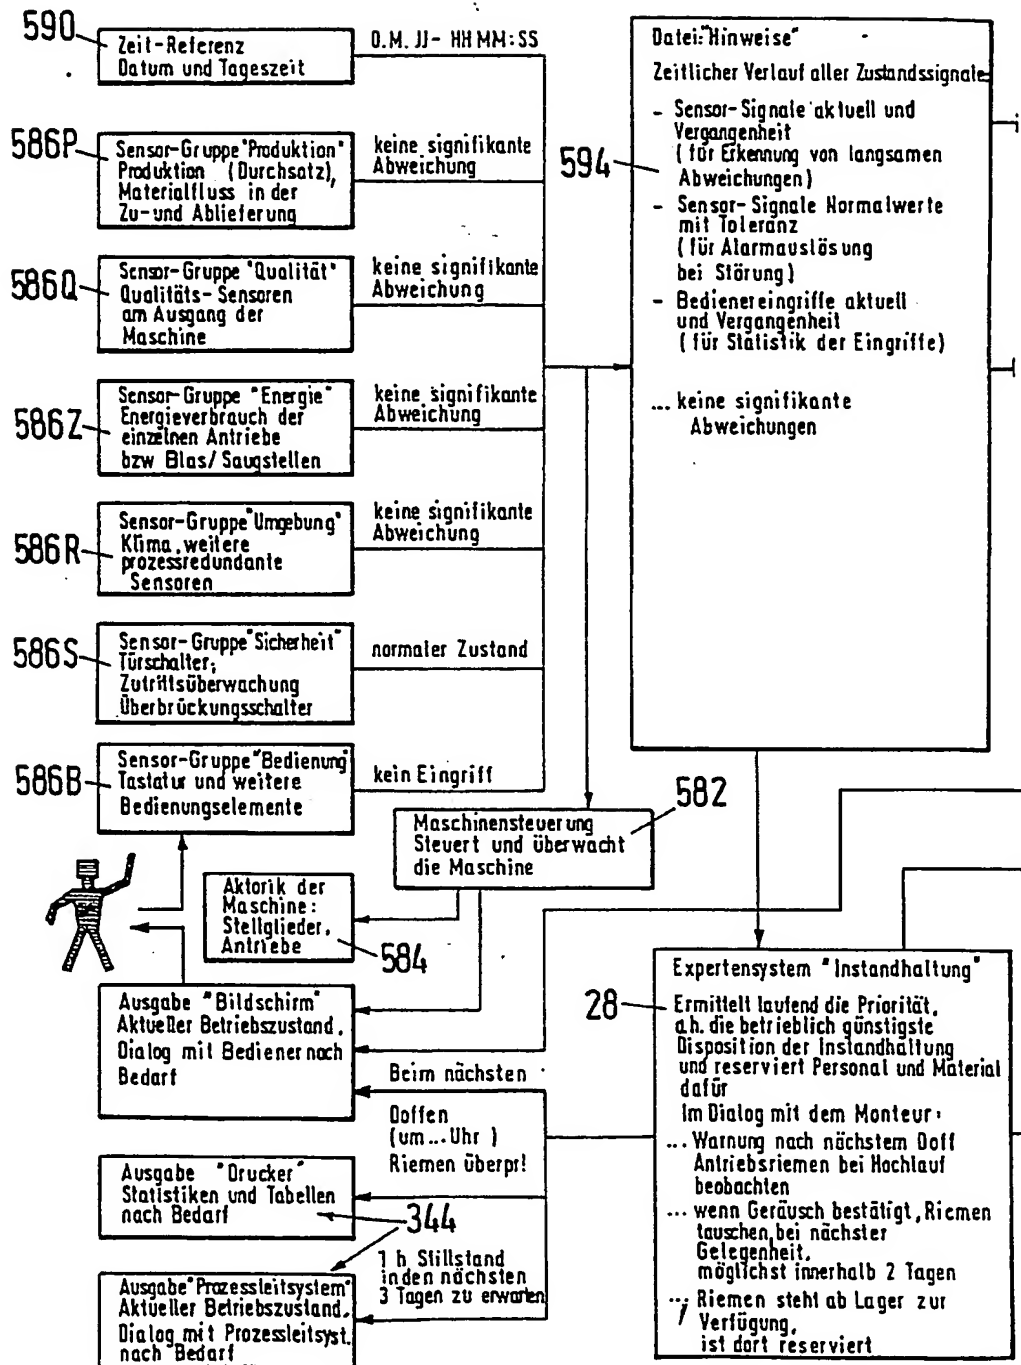 590
Zeit-Referenz
Datum und Tageszeit
D.M. JJ- HH MM:SS
586P
Sensor-Gruppe "Produktion"
Produktion (Durchsatz),
Materialfluss in der
Zu- und Ablieferung
keine signifikante
Abweichung
586Q
Sensor-Gruppe "Qualität"
Qualitäts-Sensoren
am Ausgang der
Maschine
keine signifikante
Abweichung
586Z
Sensor-Gruppe "Energie"
Energieverbrauch der
einzelnen Antriebe
bzw Blas/Saugstellen
keine signifikante
Abweichung
586R
Sensor-Gruppe "Umgebung"
Klima, weitere
prozessredundante
Sensoren
keine signifikante
Abweichung
586S
Sensor-Gruppe "Sicherheit"
Türschalter;
Zutrittsüberwachung
Überbrückungsschalter
normaler Zustand
586B
Sensor-Gruppe "Bedienung"
Tastatur und weitere
Bedienungselemente
kein Eingriff
Datei:"Hinweise"
Zeitlicher Verlauf aller Zustandssignale
594
- Sensor-Signale aktuell und
Vergangenheit
(für Erkennung von langsamen
Abweichungen)
- Sensor-Signale Normalwerte
mit Toleranz
(für Alarmauslösung
bei Störung)
- Bedienereingriffe aktuell
und Vergangenheit
(für Statistik der Eingriffe)
... keine signifikante
Abweichungen
582
Maschinensteuerung
Steuert und überwacht
die Maschine
Aktorik der
Maschine:
Stellglieder,
Antriebe
584
Ausgabe "Bildschirm"
Aktueller Betriebszustand,
Dialog mit Bediener nach
Bedarf
Beim nächsten
Doffen
(um ... Uhr )
Riemen überpr!
Ausgabe "Drucker"
Statistiken und Tabellen
nach Bedarf
344
1 h Stillstand
in den nächsten
3 Tagen zu erwarten
Ausgabe "Prozessleitsystem"
Aktueller Betriebszustand,
Dialog mit Prozessleitsyst.
nach Bedarf
28
Expertensystem "Instandhaltung"
Ermittelt laufend die Priorität,
d.h. die betrieblich günstigste
Disposition der Instandhaltung
und reserviert Personal und Material
dafür
Im Dialog mit dem Monteur:
... Warnung nach nächstem Doff
Antriebsriemen bei Hochlauf
beobachten
... wenn Geräusch bestätigt, Riemen
tauschen, bei nächster
Gelegenheit,
möglichst innerhalb 2 Tagen
... Riemen steht ab Lager zur
Verfügung,
ist dort reserviert